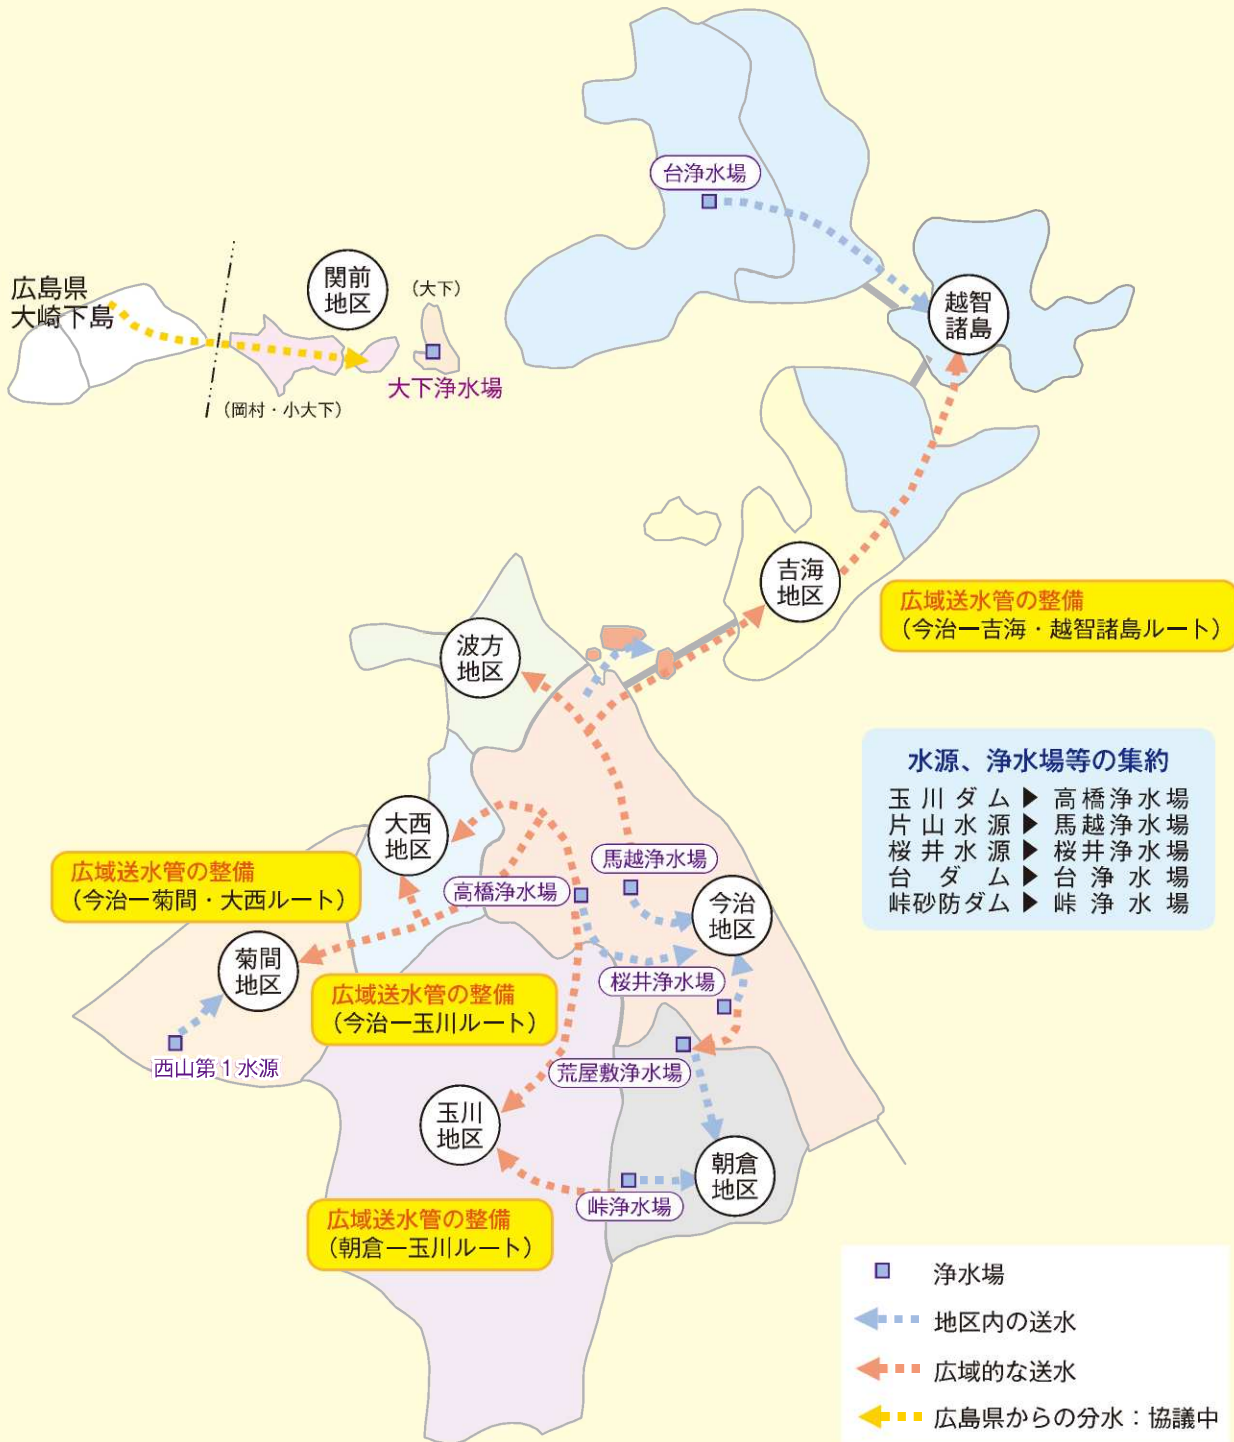 台浄水場
広島県
大崎下島
関前
地区
(大下)
越智
諸島
大下浄水場
(岡村・小大下)
吉海
地区
広域送水管の整備
(今治ー吉海・越智諸島ルート)
波方
地区
水源、浄水場等の集約
玉川ダム▶高橋浄水場
片山水源▶馬越浄水場
桜井水源▶桜井浄水場
台ダム▶台浄水場
峠砂防ダム▶峠浄水場
大西
地区
馬越浄水場
広域送水管の整備
(今治ー菊間・大西ルート)
高橋浄水場
今治
地区
菊間
地区
桜井浄水場
広域送水管の整備
(今治ー玉川ルート)
西山第1水源
荒屋敷浄水場
玉川
地区
朝倉
地区
峠浄水場
広域送水管の整備
(朝倉ー玉川ルート)
浄水場
地区内の送水
広域的な送水
広島県からの分水：協議中